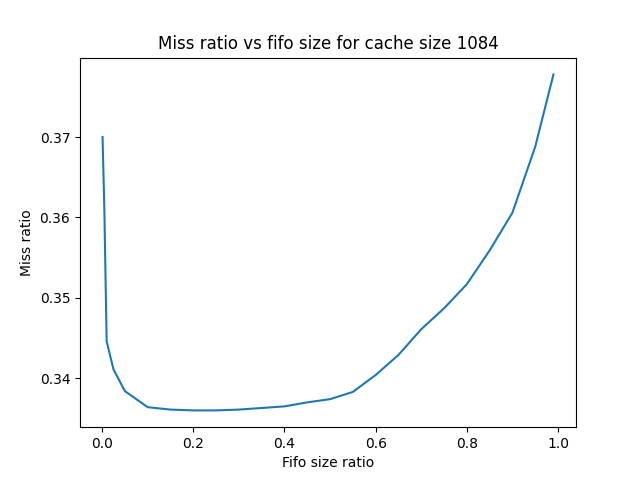 Miss ratio vs fifo size for cache size 1084
0.37
0.36
0.35
0.34
Miss ratio
0.0 0.2 0.4 0.6 0.8 1.0
Fifo size ratio